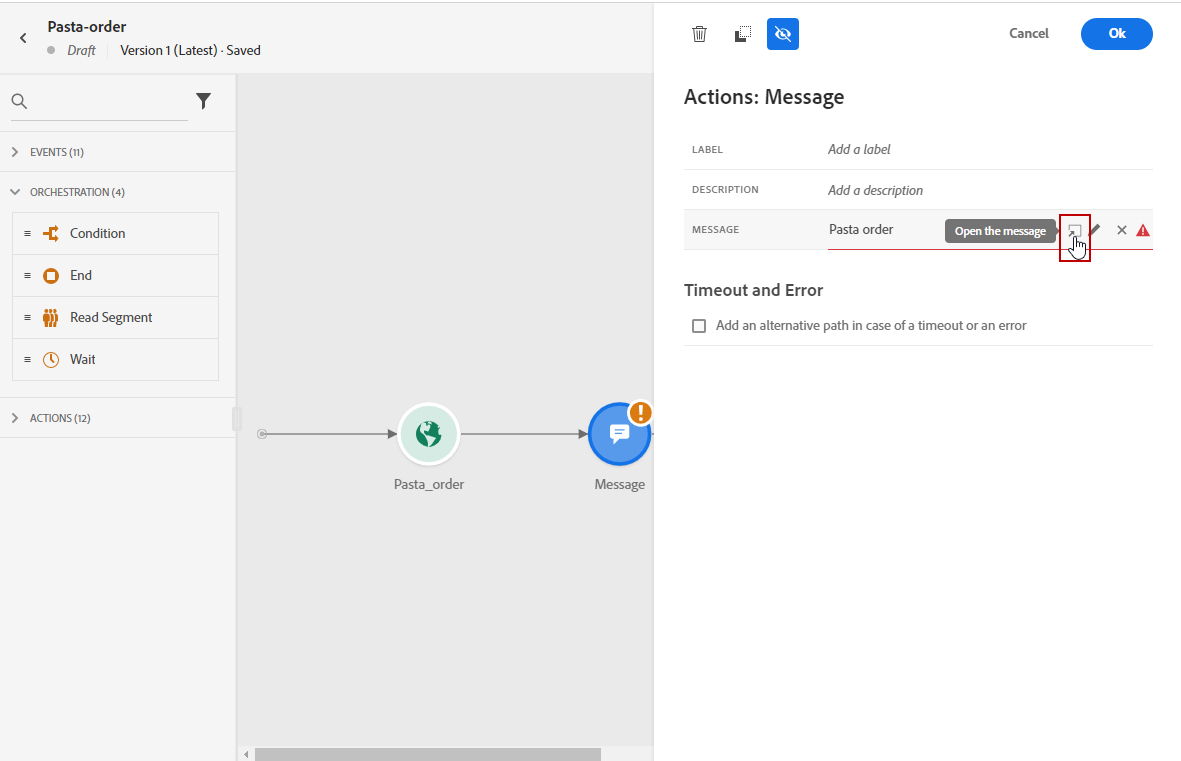 Pasta-order
Draft
Version 1 (Latest) · Saved
EVENTS (11)
ORCHESTRATION (4)
Condition
End
Read Segment
Wait
ACTIONS (12)
Pasta_order
Message
Cancel
Ok
Actions: Message
LABEL
Add a label
DESCRIPTION
Add a description
MESSAGE
Pasta order
Open the message
Timeout and Error
Add an alternative path in case of a timeout or an error